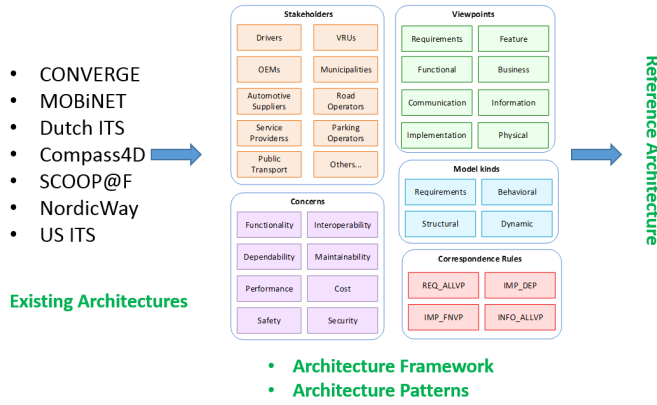 • CONVERGE
• MOBiNET
• Dutch ITS
• Compass4D
• SCOOP@F
• NordicWay
• US ITS
Existing Architectures
Stakeholders
Drivers
VRUs
OEMs
Municipalities
Automotive
Suppliers
Road
Operators
Service
Providerss
Parking
Operators
Public
Transport
Others...
Concerns
Functionality
Interoperability
Dependability
Maintainability
Performance
Cost
Safety
Security
Viewpoints
Requirements
Feature
Functional
Business
Communication
Information
Implementation
Physical
Model kinds
Requirements
Behavioral
Structural
Dynamic
Correspondence Rules
REQ_ALLVP
IMP_DEP
IMP_FNVP
INFO_ALLVP
• Architecture Framework
• Architecture Patterns
Reference Architecture